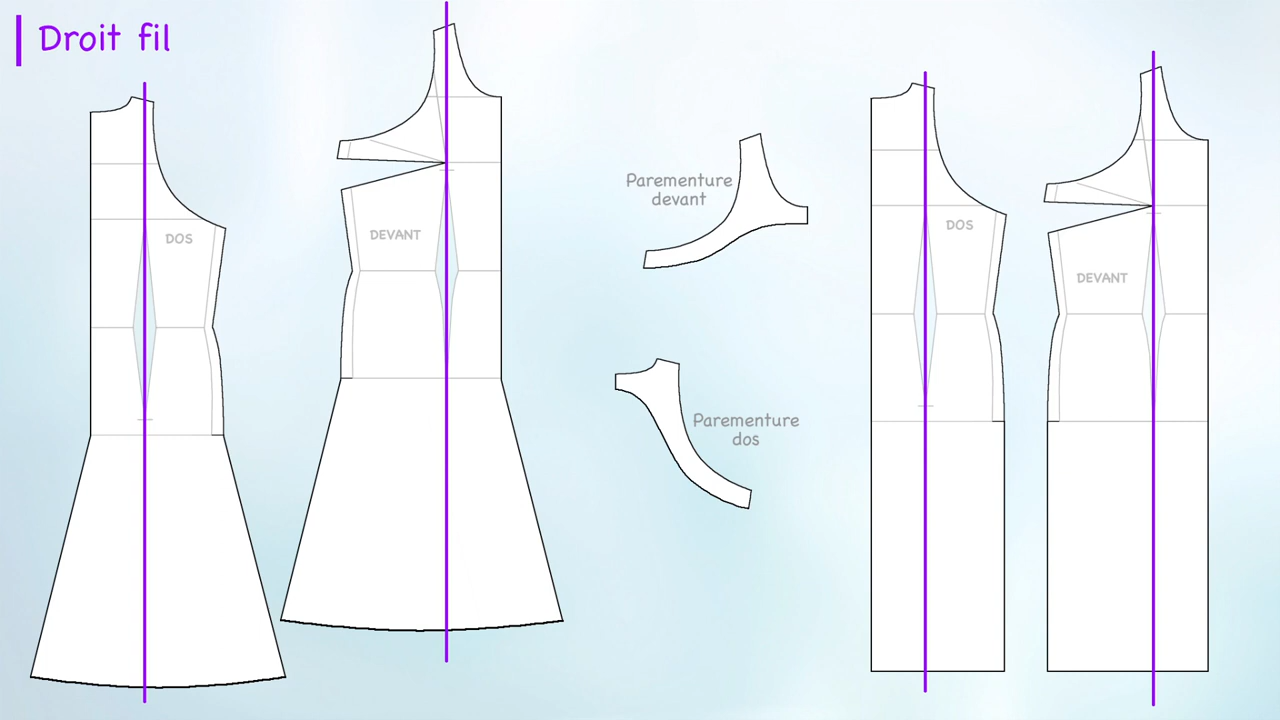 Droit fil
DOS
DEVANT
Parementure
devant
Parementure
dos
DOS
DEVANT